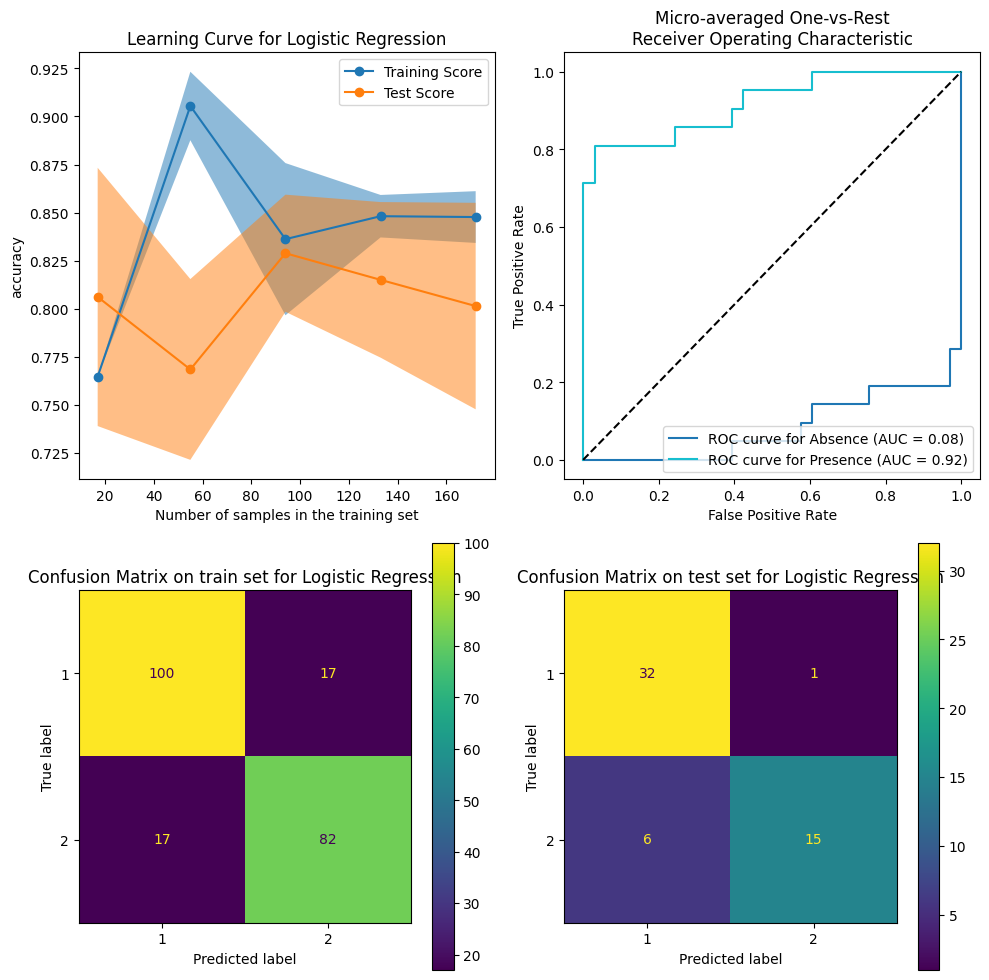 Learning Curve for Logistic Regression
Training Score
Test Score
0.925
0.900
0.875
0.850
0.825
0.800
0.775
0.750
0.725
accuracy
20 40 60 80 100 120 140 160
Number of samples in the training set
Micro-averaged One-vs-Rest
Receiver Operating Characteristic
1.0
0.8
0.6
0.4
0.2
0.0
True Positive Rate
ROC curve for Absence (AUC = 0.08)
ROC curve for Presence (AUC = 0.92)
0.0 0.2 0.4 0.6 0.8 1.0
False Positive Rate
Confusion Matrix on train set for Logistic Regression
1
2
True label
100 17
17 82
1 2
Predicted label
100
90
80
70
60
50
40
30
20
Confusion Matrix on test set for Logistic Regression
1
2
True label
32 1
6 15
1 2
Predicted label
30
25
20
15
10
5